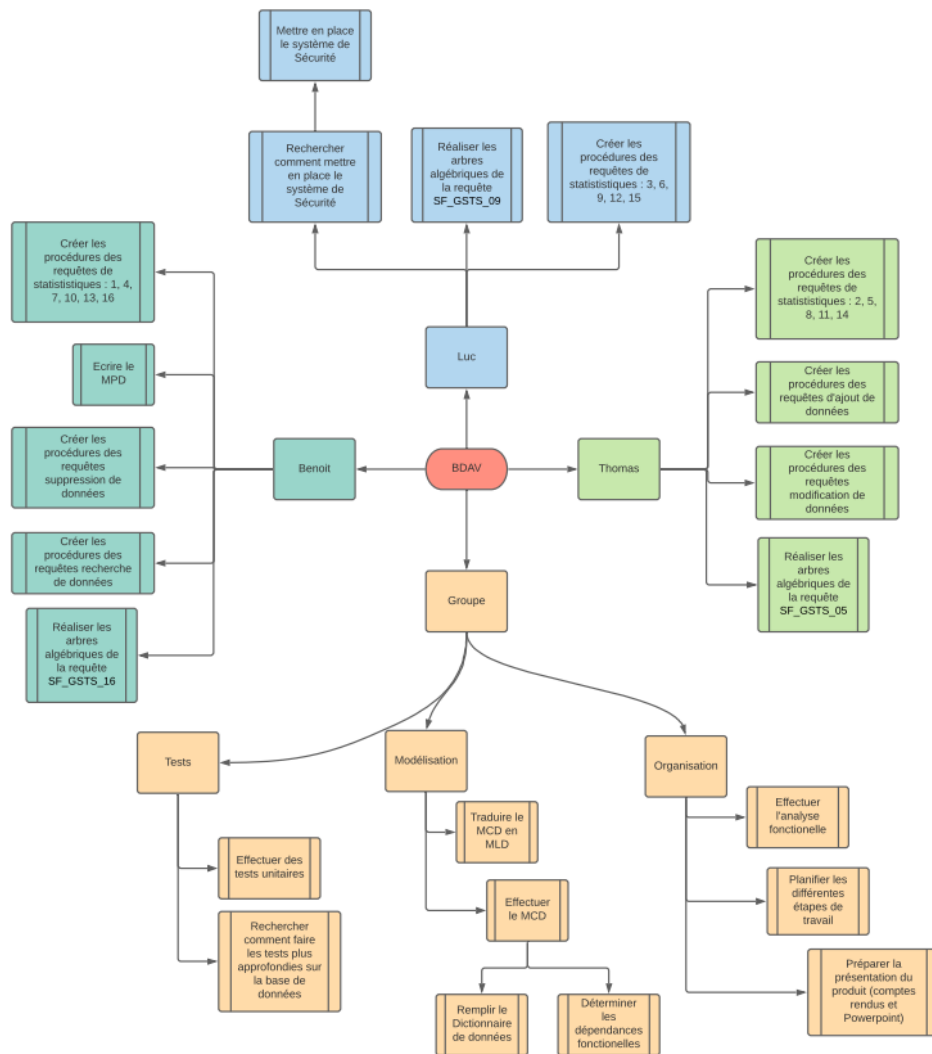 Mettre en place
le système de
Sécurité
Rechercher
comment mettre
en place le
système de
Sécurité
Réaliser les
arbres
algébriques de
la requête
SF_GSTS_09
Créer les
procédures des
requêtes de
statististiques : 3, 6,
9, 12, 15
Créer les
procédures des
requêtes de
statististiques : 1, 4,
7, 10, 13, 16
Créer les
procédures des
requêtes de
statististiques : 2, 5,
8, 11, 14
Luc
Ecrire le
MPD
Créer les
procédures des
requêtes d'ajout de
données
Créer les
procédures des
requêtes
suppression de
données
Benoit
BDAV
Thomas
Créer les
procédures des
requêtes
modification de
données
Créer les
procédures des
requêtes recherche
de données
Réaliser les
arbres
algébriques de
la requête
SF_GSTS_05
Groupe
Réaliser les
arbres
algébriques de
la requête
SF_GSTS_16
Tests
Modélisation
Organisation
Effectuer
l'analyse
fonctionelle
Traduire le
MCD en
MLD
Effectuer des
tests unitaires
Planifier les
différentes
étapes de
travail
Effectuer
le MCD
Rechercher
comment faire
les tests plus
approfondies sur
la base de
données
Préparer la
présentation du
produit (comptes
rendus et
Powerpoint)
Remplir le
Dictionnaire
de données
Déterminer
les
dépendances
fonctionelles